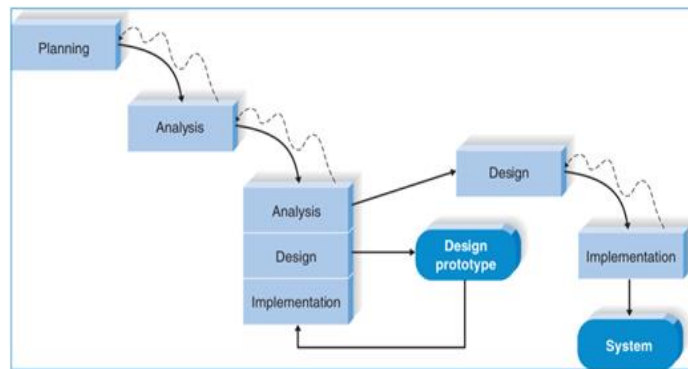 Planning
Analysis
Analysis
Design
Implementation
Design
prototype
Design
Implementation
System